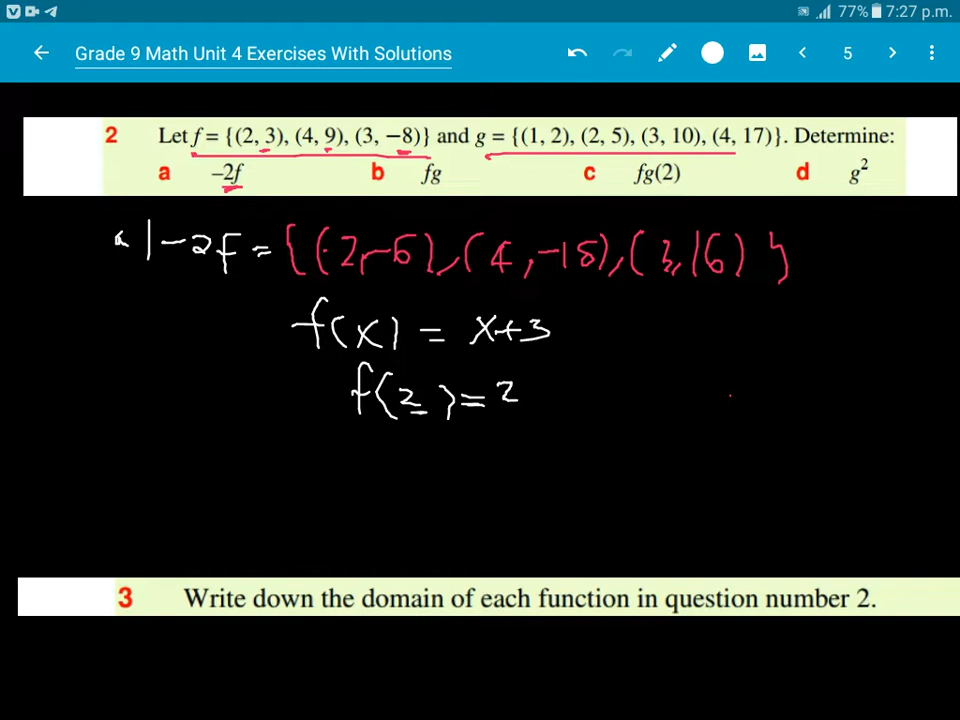 77% 7:27 p.m.
Grade 9 Math Unit 4 Exercises With Solutions 5
2 Let f = {(2, 3), (4, 9), (3, −8)} and g = {(1, 2), (2, 5), (3, 10), (4, 17)}. Determine:
a −2f b fg c fg(2) d g²
a | −2f = {(2,−6), (4,−18), (3,16)}
f(x) = x+3
f(2) = 2
3 Write down the domain of each function in question number 2.